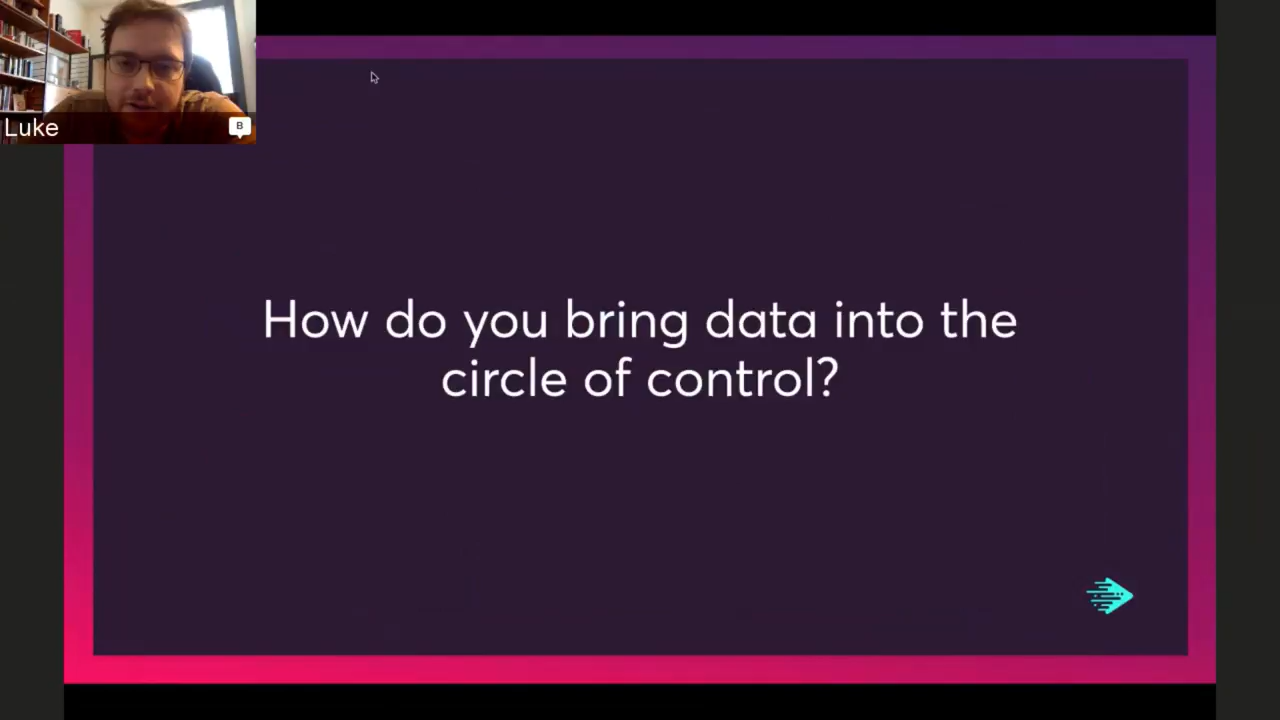 Luke
B
How do you bring data into the
circle of control?